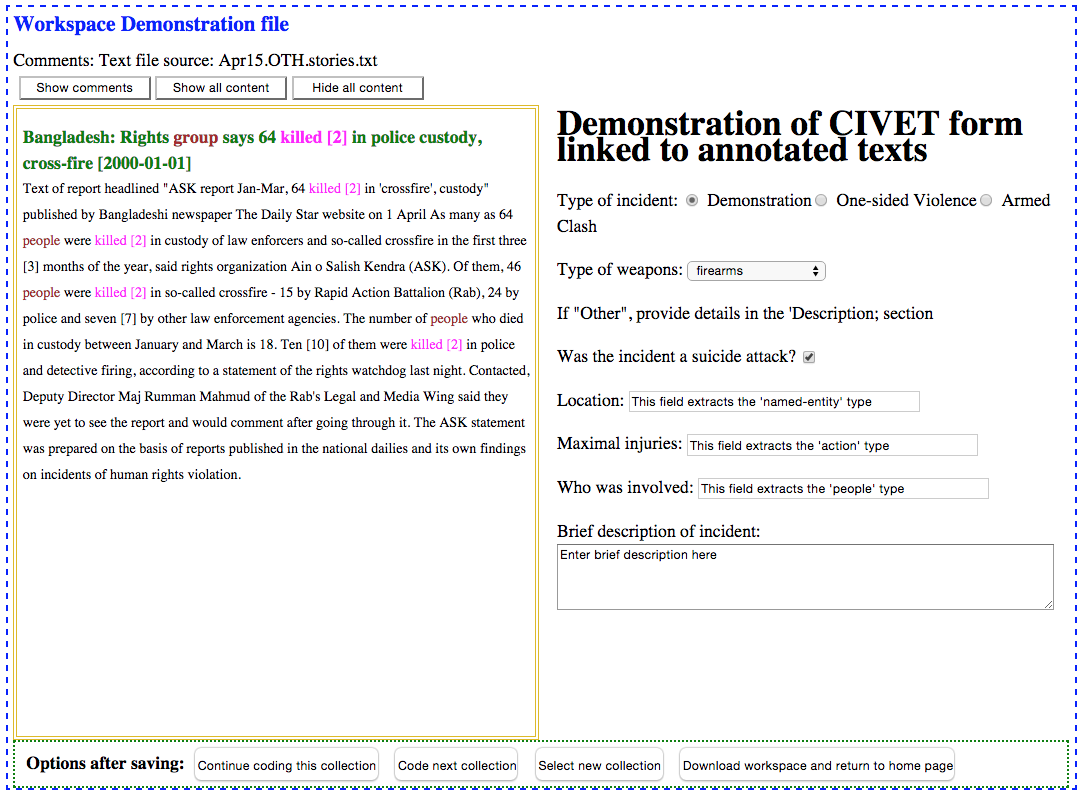 Workspace Demonstration file
Comments: Text file source: Apr15.OTH.stories.txt
Show comments
Show all content
Hide all content
Bangladesh: Rights group says 64 killed [2] in police custody,
cross-fire [2000-01-01]
Text of report headlined "ASK report Jan-Mar, 64 killed [2] in 'crossfire', custody"
published by Bangladeshi newspaper The Daily Star website on 1 April As many as 64
people were killed [2] in custody of law enforcers and so-called crossfire in the first three
[3] months of the year, said rights organization Ain o Salish Kendra (ASK). Of them, 46
people were killed [2] in so-called crossfire - 15 by Rapid Action Battalion (Rab), 24 by
police and seven [7] by other law enforcement agencies. The number of people who died
in custody between January and March is 18. Ten [10] of them were killed [2] in police
and detective firing, according to a statement of the rights watchdog last night. Contacted,
Deputy Director Maj Rumman Mahmud of the Rab's Legal and Media Wing said they
were yet to see the report and would comment after going through it. The ASK statement
was prepared on the basis of reports published in the national dailies and its own findings
on incidents of human rights violation.
Demonstration of CIVET form
linked to annotated texts
Type of incident: Demonstration One-sided Violence Armed
Clash
Type of weapons: firearms
If "Other", provide details in the 'Description; section
Was the incident a suicide attack?
Location: This field extracts the 'named-entity' type
Maximal injuries: This field extracts the 'action' type
Who was involved: This field extracts the 'people' type
Brief description of incident:
Enter brief description here
Options after saving:
Continue coding this collection
Code next collection
Select new collection
Download workspace and return to home page